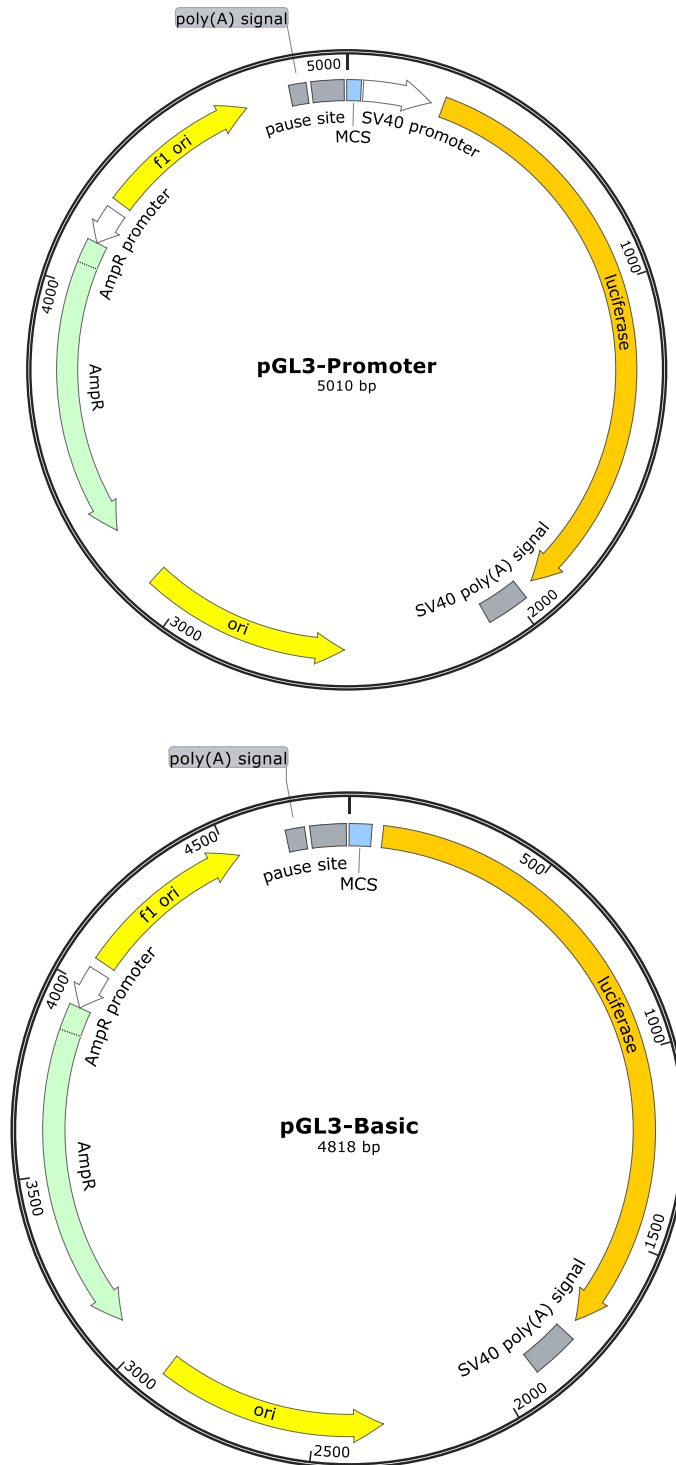 poly(A) signal
5000
pause site
MCS
SV40 promoter
f1 ori
AmpR promoter
1000
luciferase
4000
AmpR
pGL3-Promoter
5010 bp
SV40 poly(A) signal
2000
3000
ori
poly(A) signal
4500
pause site
MCS
500
f1 ori
AmpR promoter
4000
luciferase
1000
pGL3-Basic
4818 bp
AmpR
3500
1500
SV40 poly(A) signal
3000
2000
ori
2500